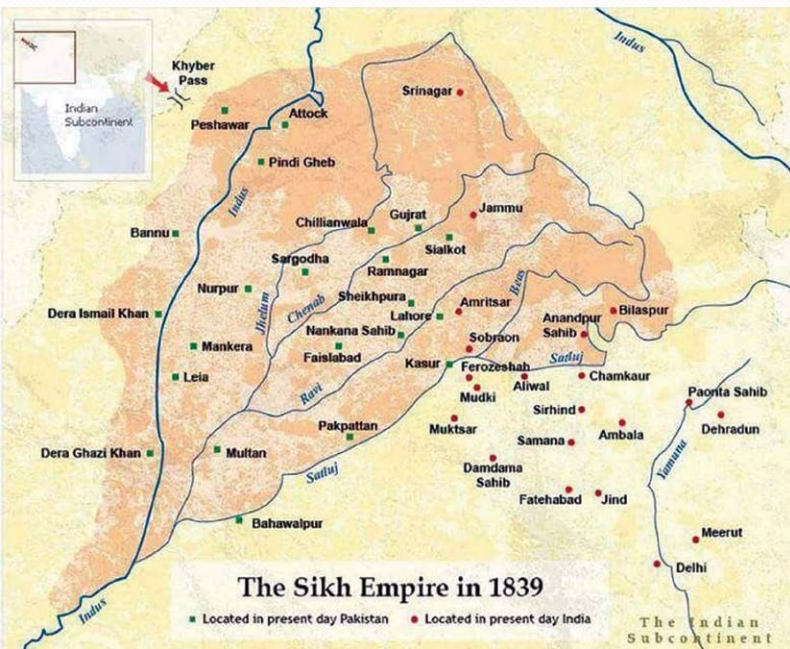 Indus
Khyber
Pass
Indian
Subcontinent
Srinagar
Peshawar
Attock
Pindi Gheb
Indus
Bannu
Chillianwala
Gujrat
Jammu
Sialkot
Sargodha
Ramnagar
Nurpur
Sheikhpura
Beas
Jhelum
Chenab
Dera Ismail Khan
Lahore
Amritsar
Anandpur
Sahib
Bilaspur
Nankana Sahib
Sobraon
Mankera
Faislabad
Kasur
Ferozeshah
Satluj
Leia
Ravi
Mudki
Aliwal
Chamkaur
Paonta Sahib
Sirhind
Muktsar
Pakpattan
Samana
Ambala
Dehradun
Dera Ghazi Khan
Multan
Satluj
Damdama
Sahib
Yamuna
Fatehabad
Jind
Bahawalpur
Meerut
Delhi
The Sikh Empire in 1839
Located in present day Pakistan
Located in present day India
Indus
The Indian
Subcontinent